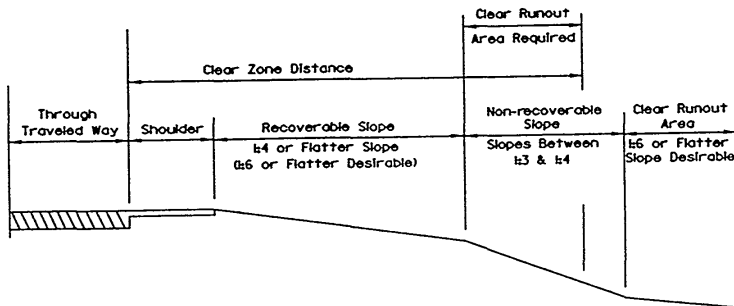 Clear Runout
Area Required
Clear Zone Distance
Through
Traveled Way
Shoulder
Recoverable Slope
1:4 or Flatter Slope
(1:6 or Flatter Desirable)
Non-recoverable
Slope
Slopes Between
1:3 & 1:4
Clear Runout
Area
1:6 or Flatter
Slope Desirable